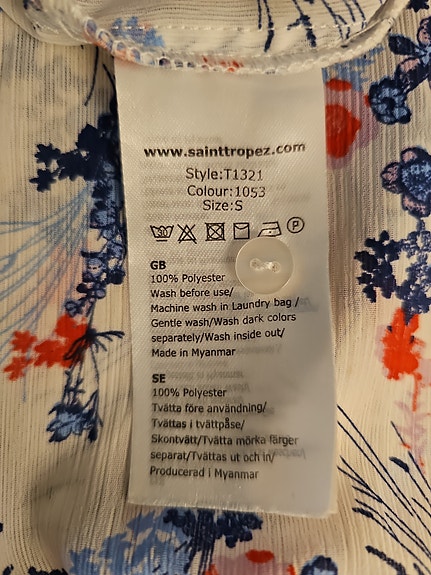 www.sainttropez.com
Style:T1321
Colour:1053
Size:S
30 P
GB
100% Polyester
Wash before use/
Machine wash in Laundry bag /
Gentle wash/Wash dark colors
separately/Wash inside out/
Made in Myanmar
SE
100% Polyester
Tvätta före användning/
Tvättas i tvättpåse/
Skontvätt/Tvätta mörka färger
separat/Tvättas ut och in/
Producerad i Myanmar